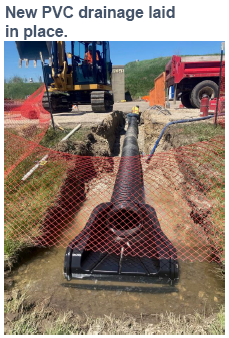 New PVC drainage laid
in place.